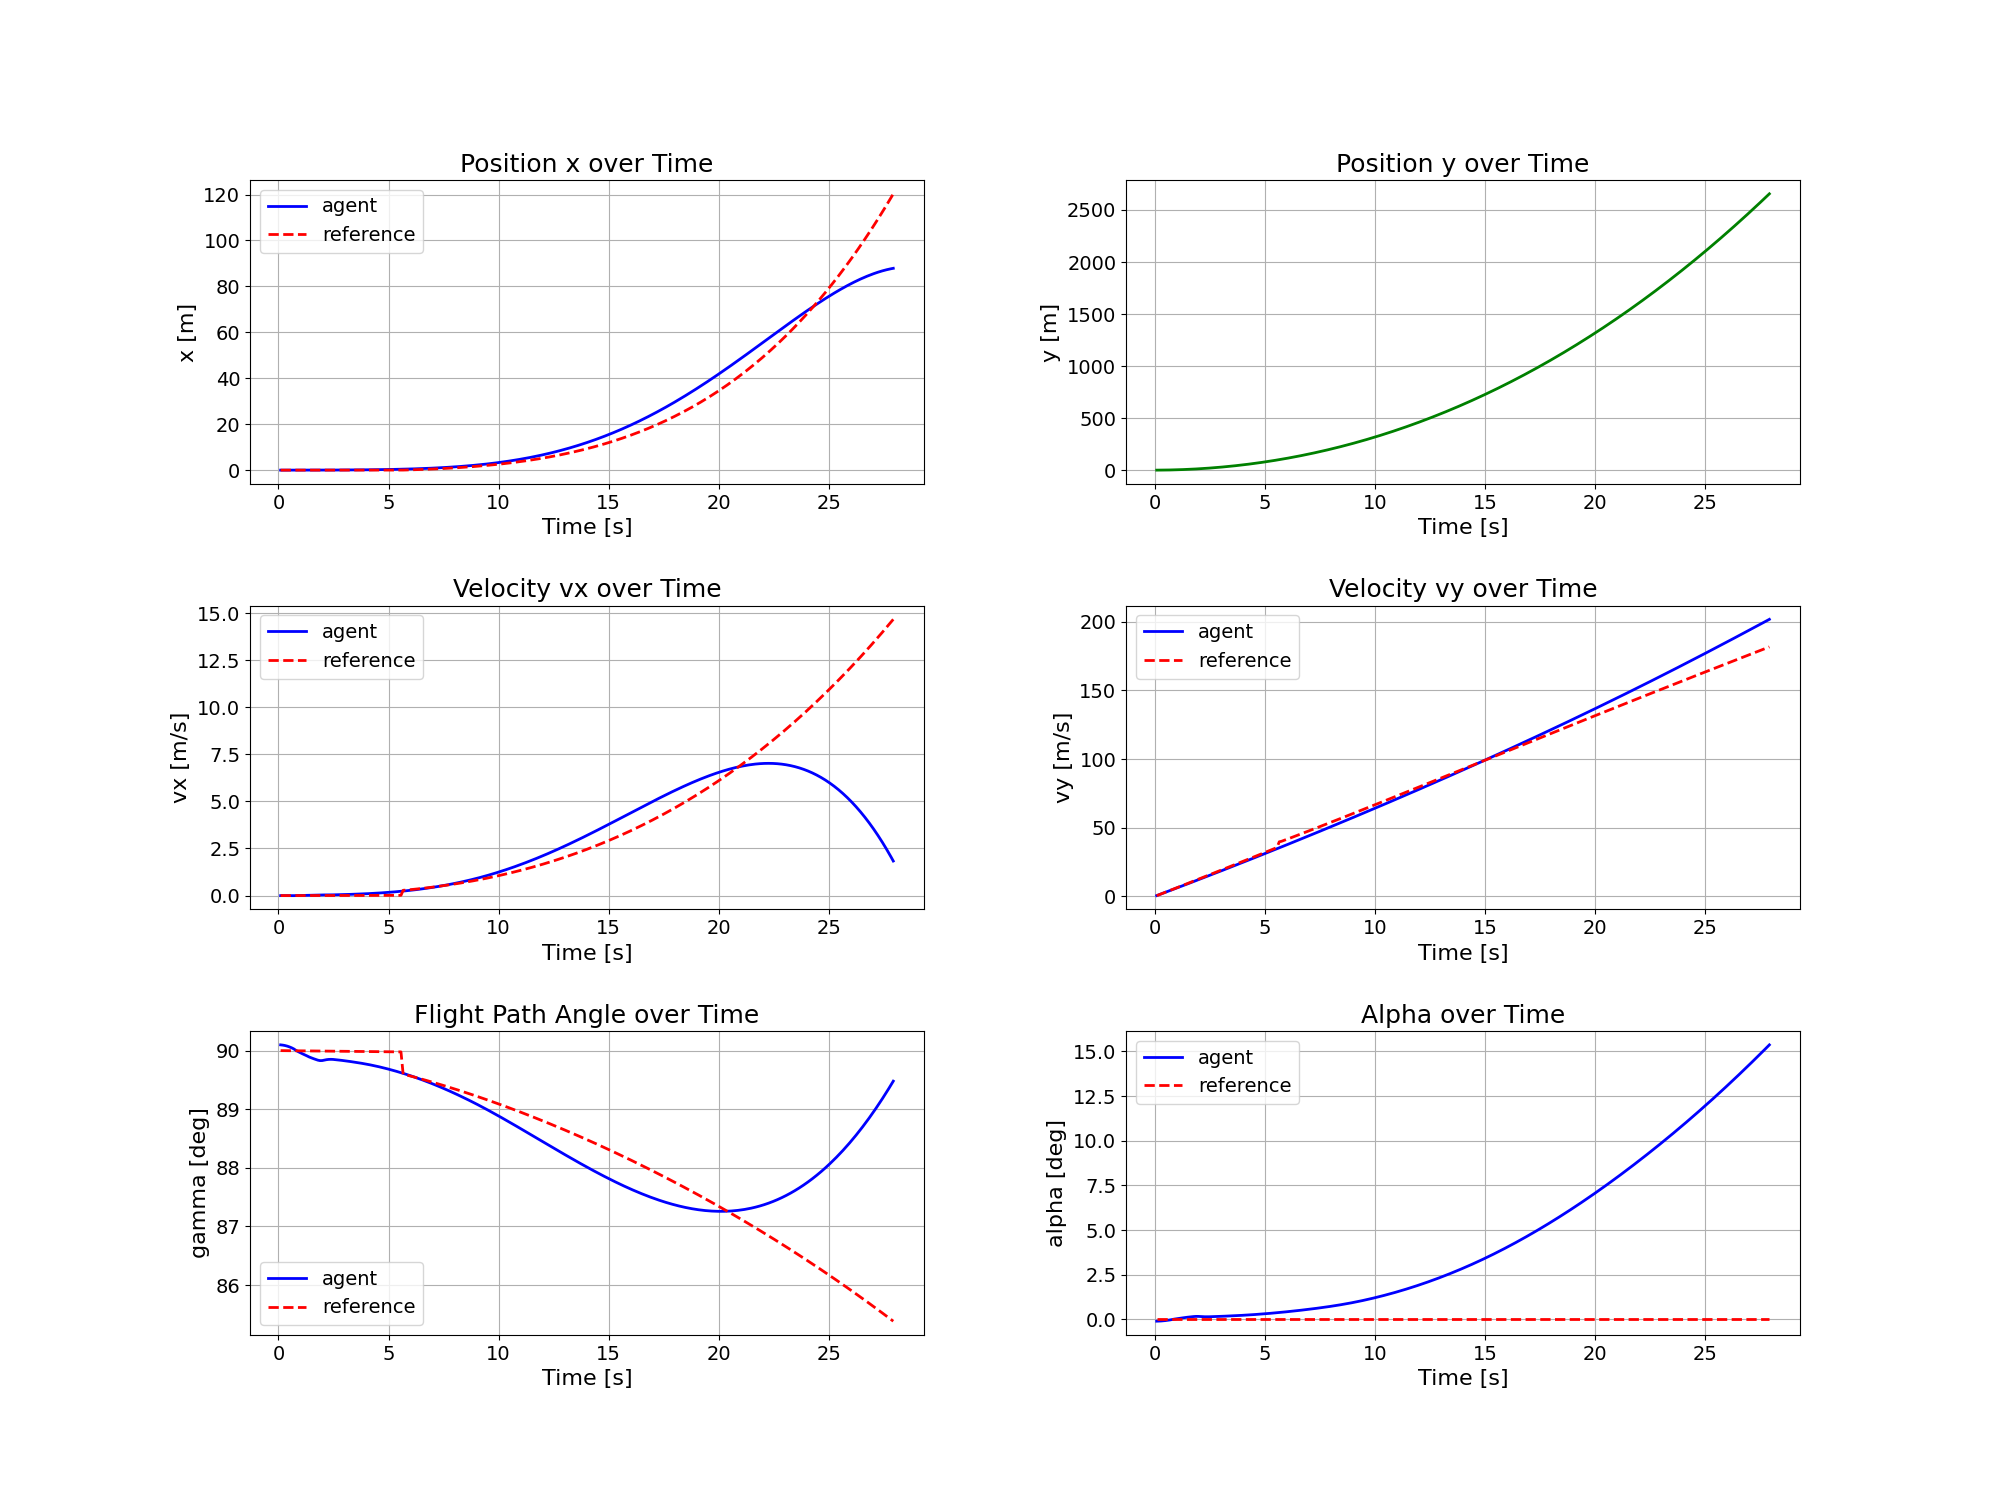 Position x over Time
120
100
80
60
40
20
0
x [m]
agent
reference
0 5 10 15 20 25
Time [s]
Position y over Time
2500
2000
1500
1000
500
0
y [m]
0 5 10 15 20 25
Time [s]
Velocity vx over Time
15.0
12.5
10.0
7.5
5.0
2.5
0.0
vx [m/s]
agent
reference
0 5 10 15 20 25
Time [s]
Velocity vy over Time
200
150
100
50
0
vy [m/s]
agent
reference
0 5 10 15 20 25
Time [s]
Flight Path Angle over Time
90
89
88
87
86
gamma [deg]
agent
reference
0 5 10 15 20 25
Time [s]
Alpha over Time
15.0
12.5
10.0
7.5
5.0
2.5
0.0
alpha [deg]
agent
reference
0 5 10 15 20 25
Time [s]